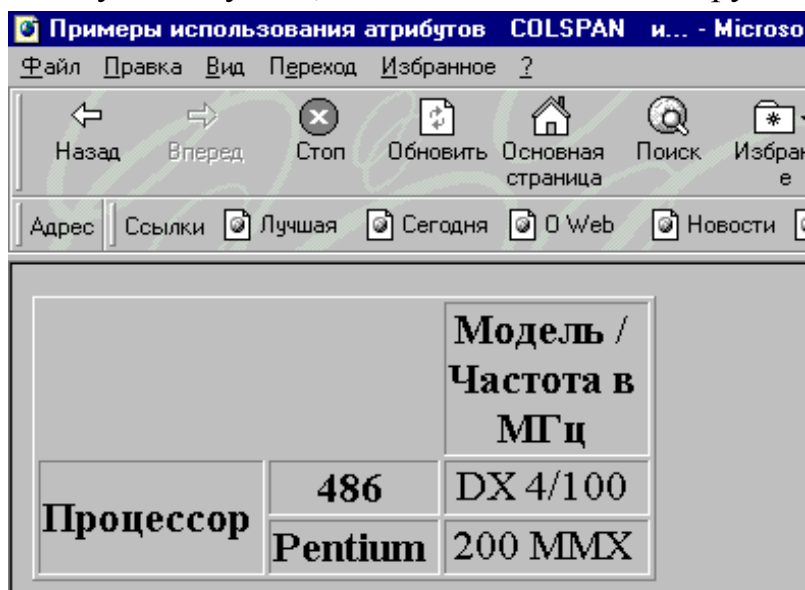 Примеры использования атрибутов COLSPAN и... - Microso
Файл Правка Вид Переход Избранное ?
Назад Вперед Стоп Обновить Основная страница Поиск Избран
е
Адрес Ссылки Лучшая Сегодня О Web Новости
Модель /
Частота в
МГц
Процессор
486 DX 4/100
Pentium 200 MMX